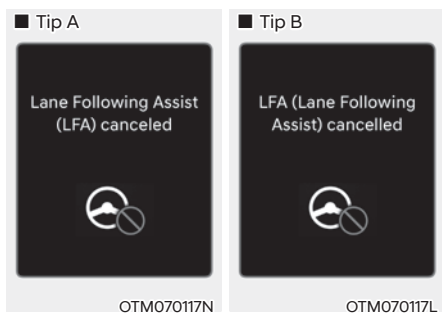 ■ Tip A
Lane Following Assist
(LFA) canceled
OTM070117N
■ Tip B
LFA (Lane Following
Assist) cancelled
OTM070117L